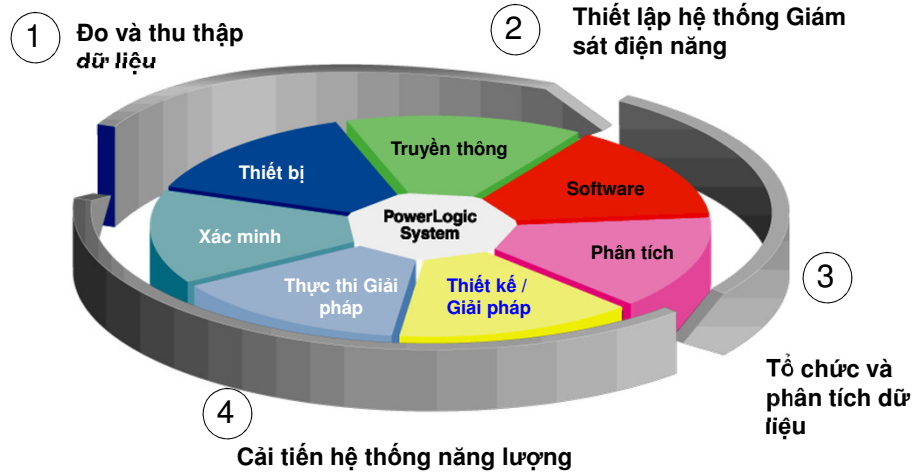 1
Đo và thu thập
dữ liệu
2
Thiết lập hệ thống Giám
sát điện năng
Truyền thông
Thiết bị
Software
PowerLogic
System
Xác minh
Phân tích
Thực thi Giải
pháp
Thiết kế /
Giải pháp
3
Tổ chức và
phân tích dữ
liệu
4
Cải tiến hệ thống năng lượng